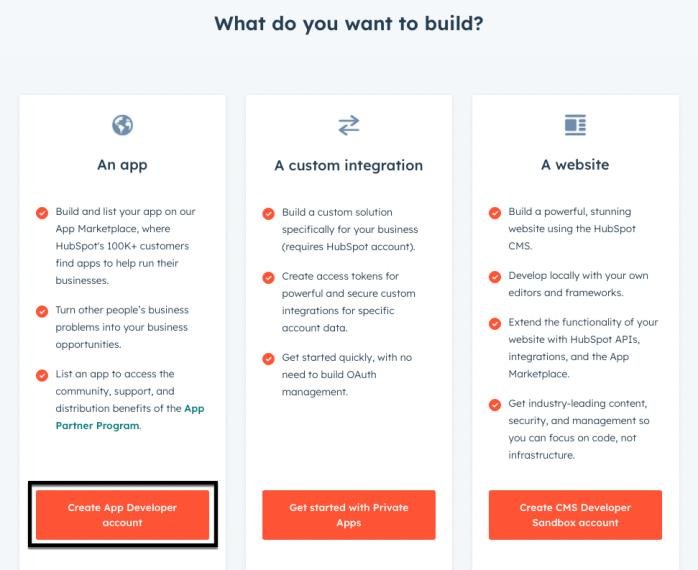 What do you want to build?
An app
Build and list your app on our
App Marketplace, where
HubSpot's 100K+ customers
find apps to help run their
businesses.
Turn other people's business
problems into your business
opportunities.
List an app to access the
community, support, and
distribution benefits of the App
Partner Program.
Create App Developer
account
A custom integration
Build a custom solution
specifically for your business
(requires HubSpot account).
Create access tokens for
powerful and secure custom
integrations for specific
account data.
Get started quickly, with no
need to build OAuth
management.
Get started with Private
Apps
A website
Build a powerful, stunning
website using the HubSpot
CMS.
Develop locally with your own
editors and frameworks.
Extend the functionality of your
website with HubSpot APIs,
integrations, and the App
Marketplace.
Get industry-leading content,
security, and management so
you can focus on code, not
infrastructure.
Create CMS Developer
Sandbox account